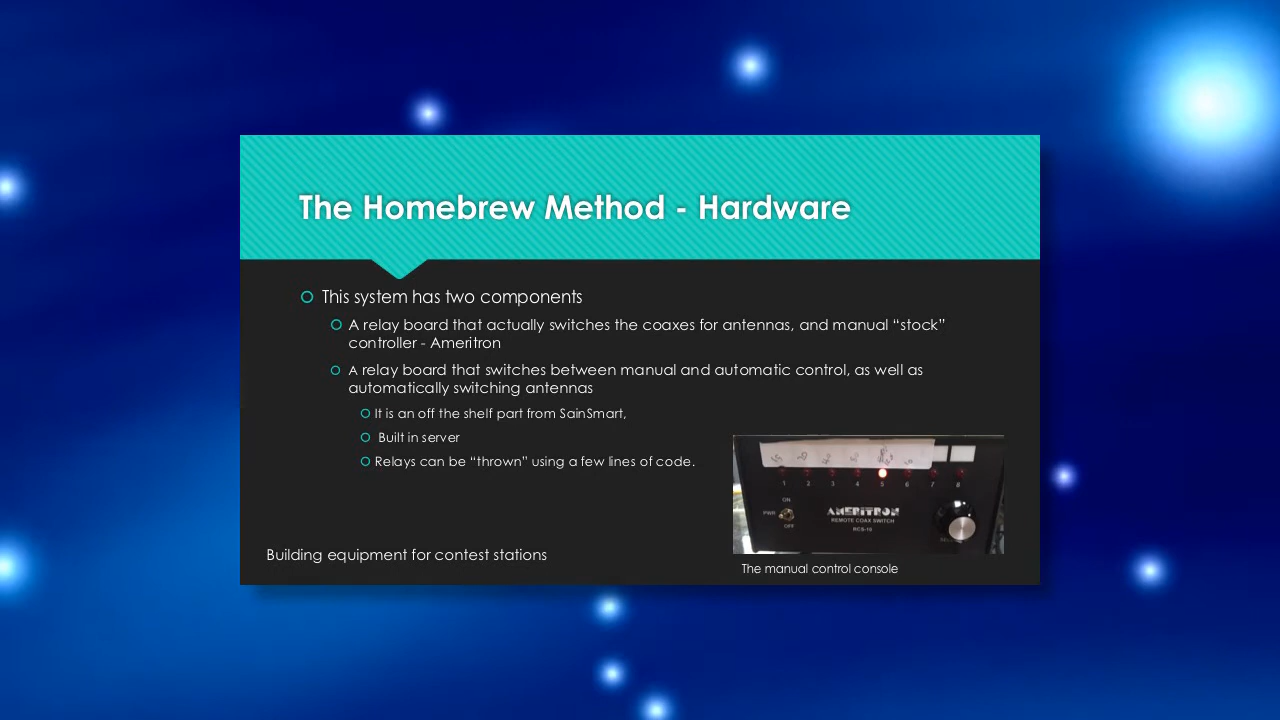 The Homebrew Method - Hardware
This system has two components
A relay board that actually switches the coaxes for antennas, and manual “stock”
controller - Ameritron
A relay board that switches between manual and automatic control, as well as
automatically switching antennas
It is an off the shelf part from SainSmart,
Built in server
Relays can be “thrown” using a few lines of code.
1 2 3 4 5 6 7 8
ON
PWR
OFF
AMERITRON
REMOTE COAX SWITCH
RCS-10
Building equipment for contest stations
The manual control console